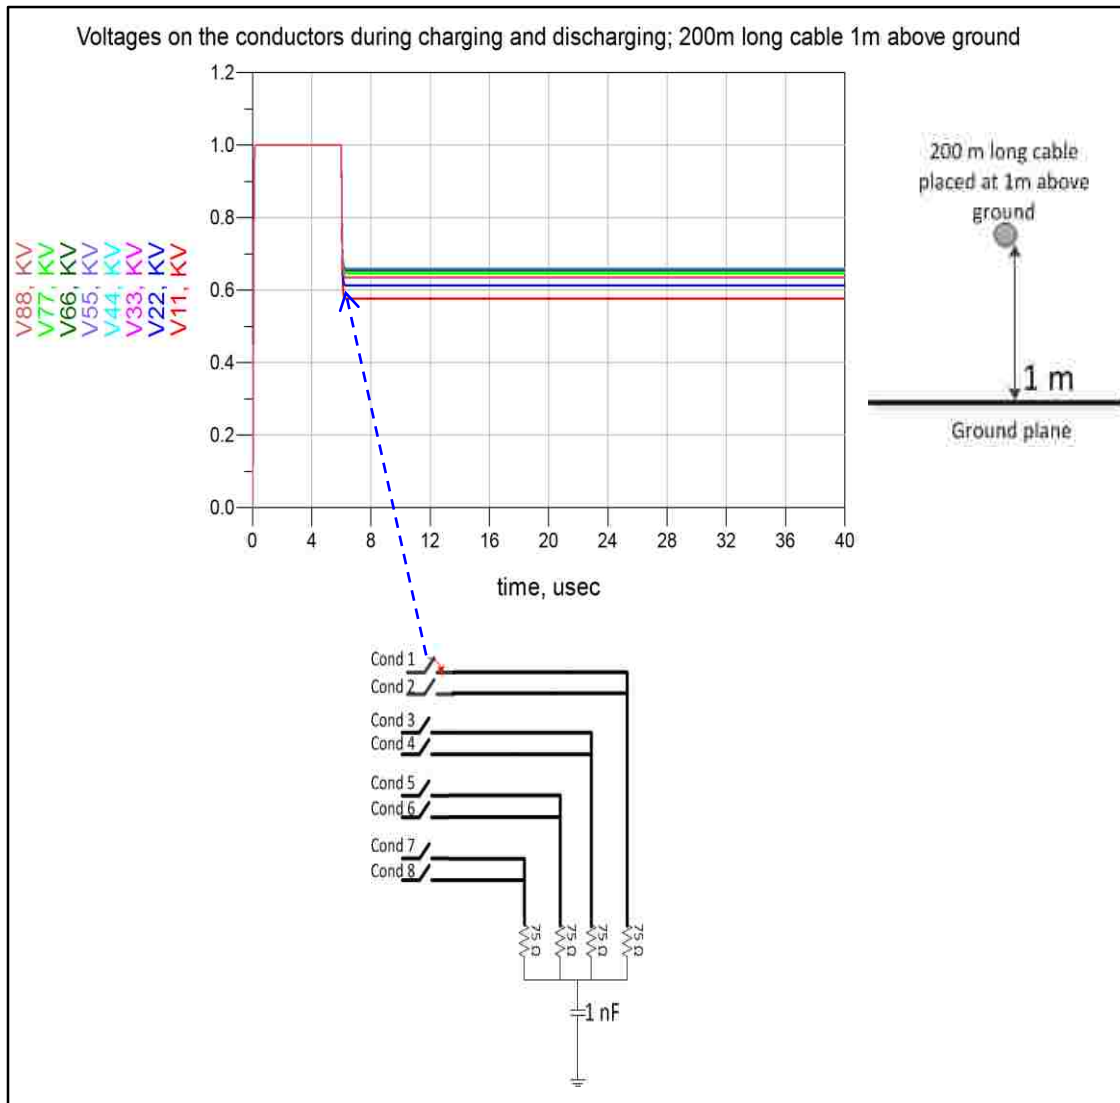 Voltages on the conductors during charging and discharging; 200m long cable 1m above ground
1.2
1.0
0.8
0.6
0.4
0.2
0.0
V88, KV
V77, KV
V66, KV
V55, KV
V44, KV
V33, KV
V22, KV
V11, KV
0 4 8 12 16 20 24 28 32 36 40
time, usec
200 m long cable
placed at 1m above
ground
1 m
Ground plane
Cond 1
Cond 2
Cond 3
Cond 4
Cond 5
Cond 6
Cond 7
Cond 8
75 Ω 75 Ω 75 Ω 75 Ω
1 nF